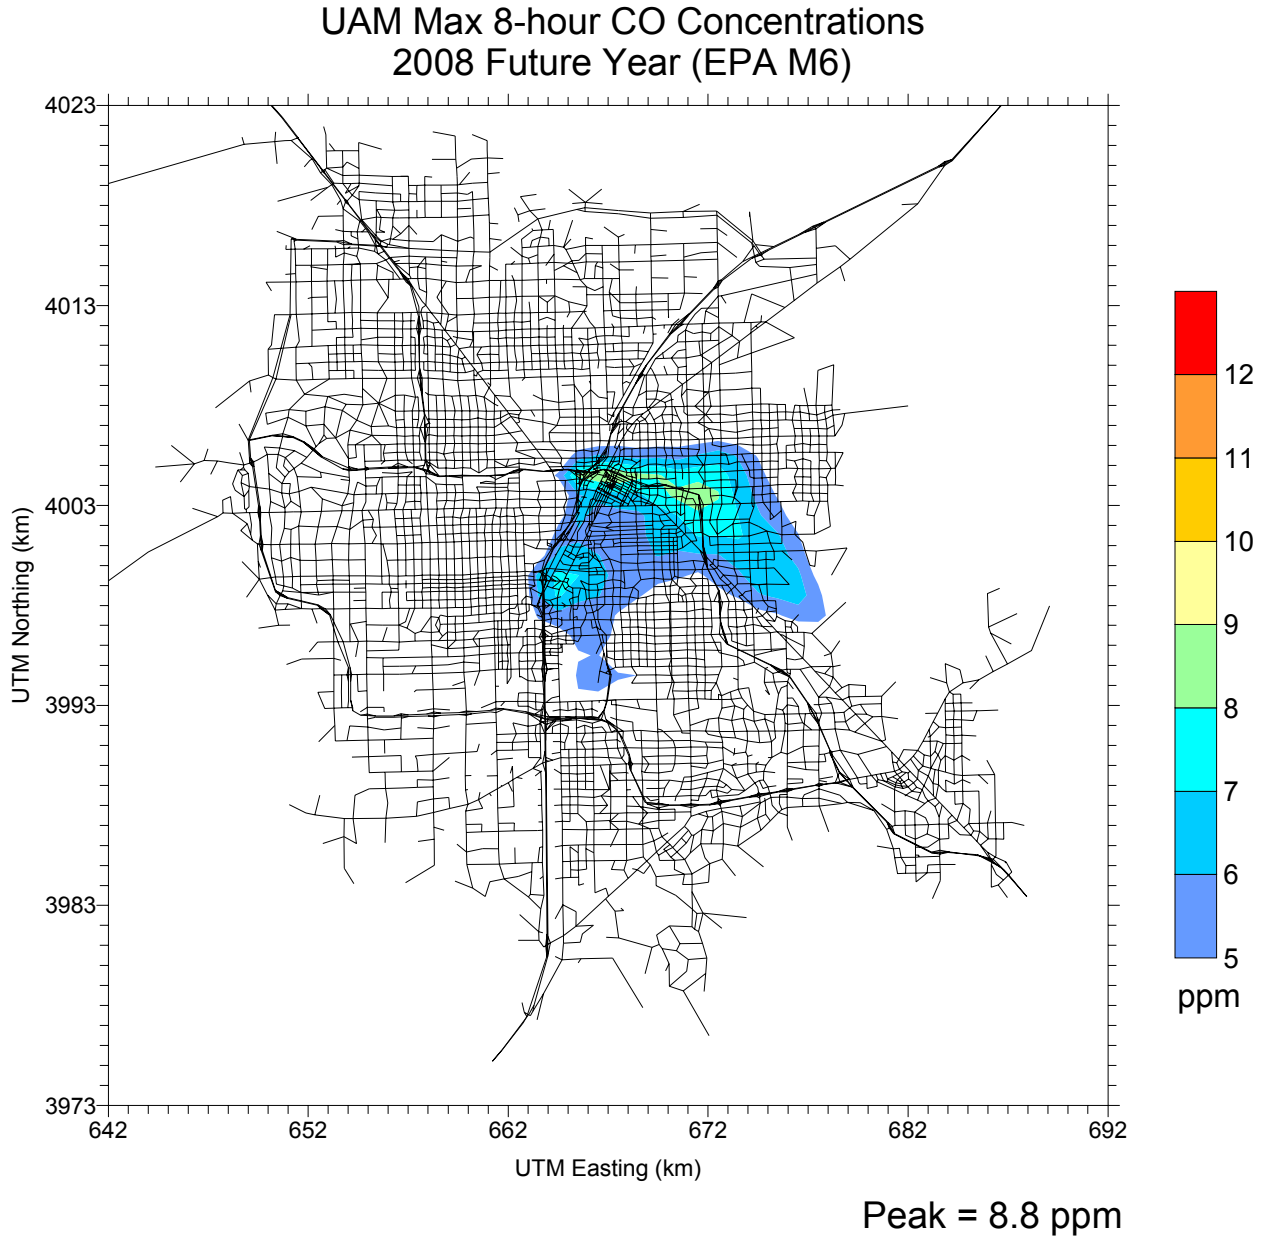 UAM Max 8-hour CO Concentrations
2008 Future Year (EPA M6)
4023
4013
4003
3993
3983
3973
UTM Northing (km)
642 652 662 672 682 692
UTM Easting (km)
12
11
10
9
8
7
6
5
ppm
Peak = 8.8 ppm